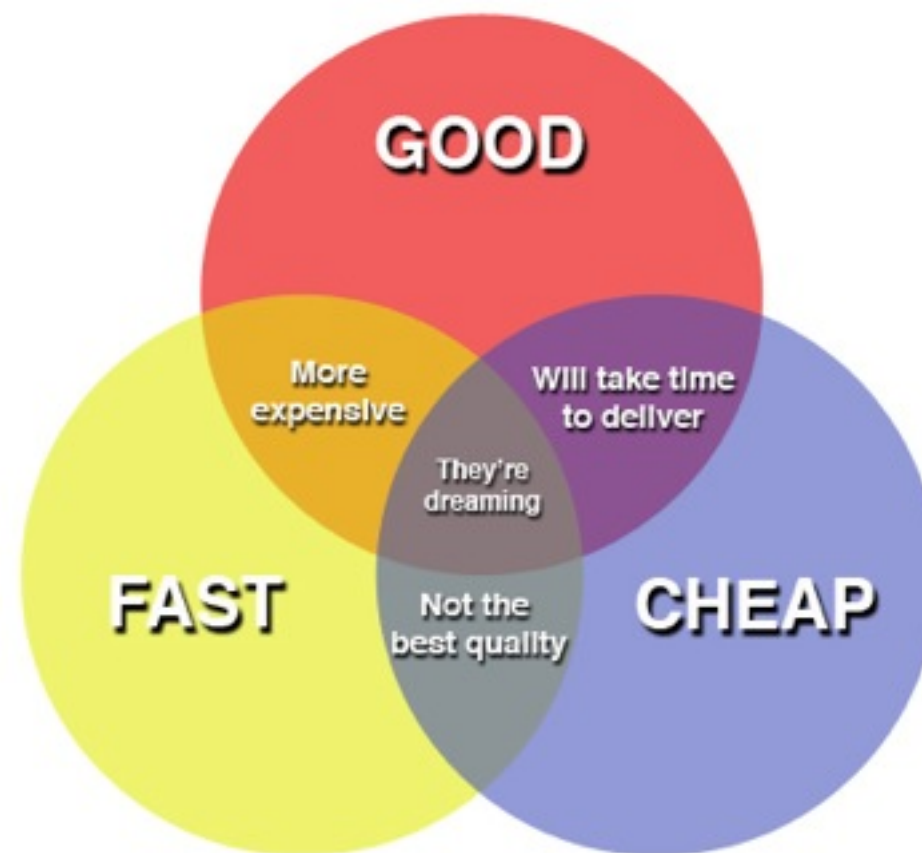 GOOD
More
expensive
Will take time
to deliver
They're
dreaming
FAST
Not the
best quality
CHEAP